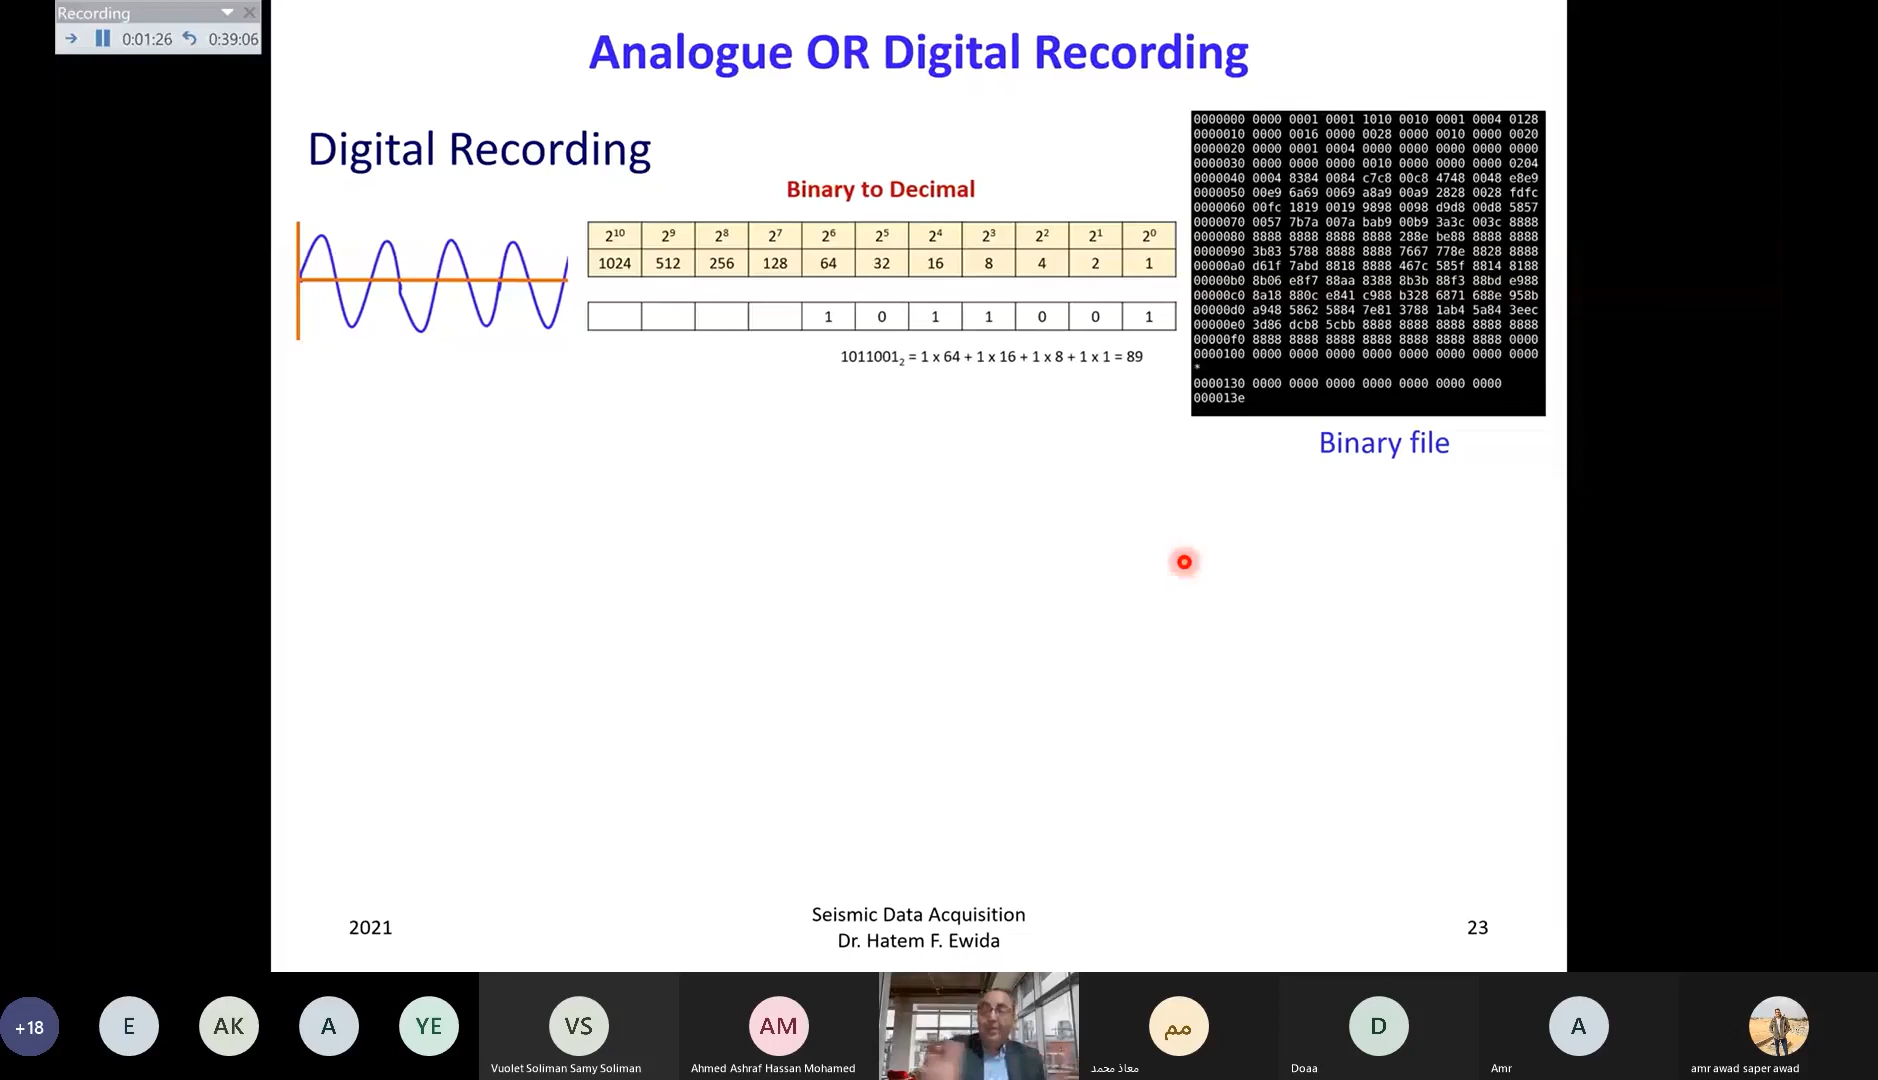 Recording
0:01:26 0:39:06
Analogue OR Digital Recording
Digital Recording
Binary to Decimal
2¹⁰ 2⁹ 2⁸ 2⁷ 2⁶ 2⁵ 2⁴ 2³ 2² 2¹ 2⁰
1024 512 256 128 64 32 16 8 4 2 1
1 0 1 1 0 0 1
1011001₂ = 1 x 64 + 1 x 16 + 1 x 8 + 1 x 1 = 89
0000000 0000 0001 0001 1010 0010 0001 0004 0128
0000010 0000 0016 0000 0028 0000 0010 0000 0020
0000020 0000 0001 0004 0000 0000 0000 0000 0000
0000030 0000 0000 0000 0010 0000 0000 0000 0204
0000040 0004 8384 0084 c7c8 00c8 4748 0048 e8e9
0000050 00e9 6a69 0069 a8a9 00a9 2828 0028 fdfc
0000060 00fc 1819 0019 9898 0098 d9d8 00d8 5857
0000070 0057 7b7a 007a bab9 00b9 3a3c 003c 8888
0000080 8888 8888 8888 8888 288e be88 8888 8888
0000090 3b83 5788 8888 8888 7667 778e 8828 8888
00000a0 d61f 7abd 8818 8888 467c 585f 8814 8188
00000b0 8b06 e8f7 88aa 8388 8b3b 88f3 88bd e988
00000c0 8a18 880c e841 c988 b328 6871 688e 958b
00000d0 a948 5862 5884 7e81 3788 1ab4 5a84 3eec
00000e0 3d86 dcb8 5cbb 8888 8888 8888 8888 8888
00000f0 8888 8888 8888 8888 8888 8888 8888 0000
0000100 0000 0000 0000 0000 0000 0000 0000 0000
*
0000130 0000 0000 0000 0000 0000 0000 0000
000013e
Binary file
2021
Seismic Data Acquisition
Dr. Hatem F. Ewida
23
+18
E
AK
A
YE
VS
AM
مم
D
A
Vuolet Soliman Samy Soliman
Ahmed Ashraf Hassan Mohamed
معاذ محمد
Doaa
Amr
amr awad saper awad